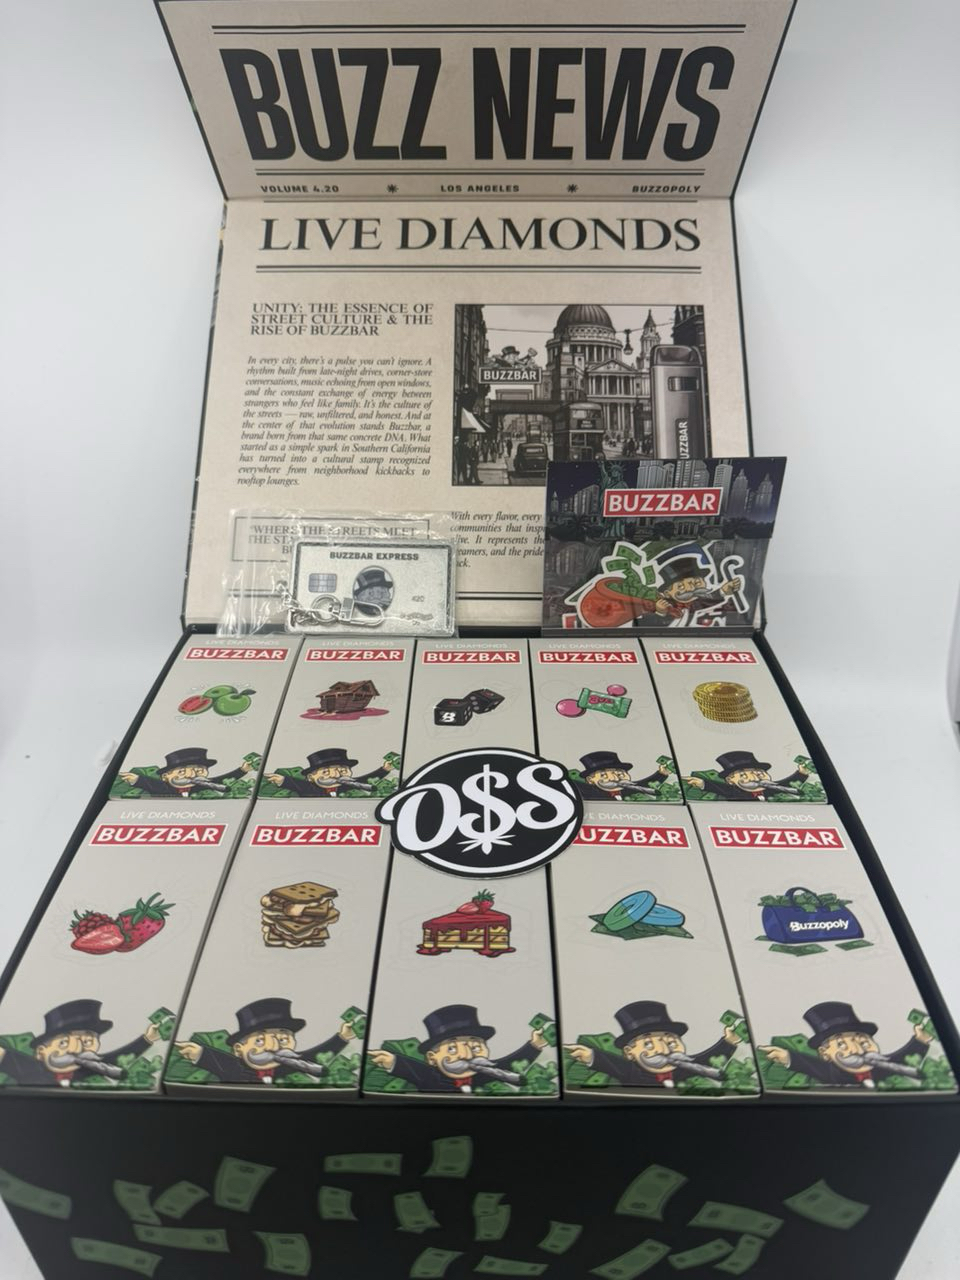 BUZZ NEWS
VOLUME 4.20
LOS ANGELES
BUZZOPOLY
LIVE DIAMONDS
UNITY: THE ESSENCE OF
STREET CULTURE & THE
RISE OF BUZZBAR
In every city, there's a pulse you can't ignore. A
rhythm built from late-night drives, corner-store
conversations, music echoing from open windows,
and the constant exchange of energy between
strangers who feel like family. It's the culture of
the streets — raw, unfiltered, and honest. And at
the center of that evolution stands Buzzbar, a
brand born from that same concrete DNA. What
started as a simple spark in Southern California
has turned into a cultural stamp recognized
everywhere from neighborhood kickbacks to
rooftop lounges.
BUZZBAR
BUZZBAR
"WHERE THE STREETS MEET
THE
With every flavor, every
communities that
It represents the
and the pride
BUZZBAR EXPRESS
420
BUZZBAR
LIVE DIAMONDS
BUZZBAR
LIVE DIAMONDS
BUZZBAR
LIVE DIAMONDS
BUZZBAR
LIVE DIAMONDS
BUZZBAR
LIVE DIAMONDS
BUZZBAR
B
O$S
LIVE DIAMONDS
BUZZBAR
LIVE DIAMONDS
BUZZBAR
LIVE DIAMONDS
UZZBAR
LIVE DIAMONDS
BUZZBAR
Buzzopoly